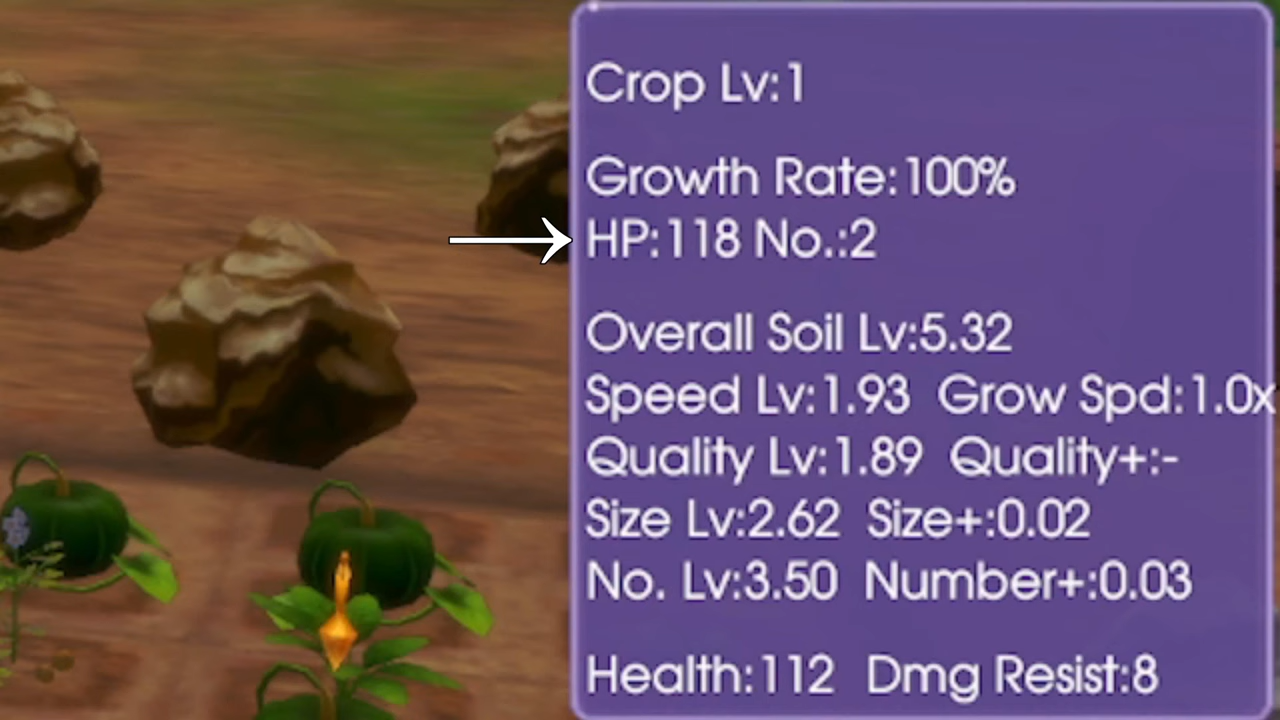 Crop Lv:1
Growth Rate:100%
HP:118 No.:2
Overall Soil Lv:5.32
Speed Lv:1.93 Grow Spd:1.0x
Quality Lv:1.89 Quality+:-
Size Lv:2.62 Size+:0.02
No. Lv:3.50 Number+:0.03
Health:112 Dmg Resist:8